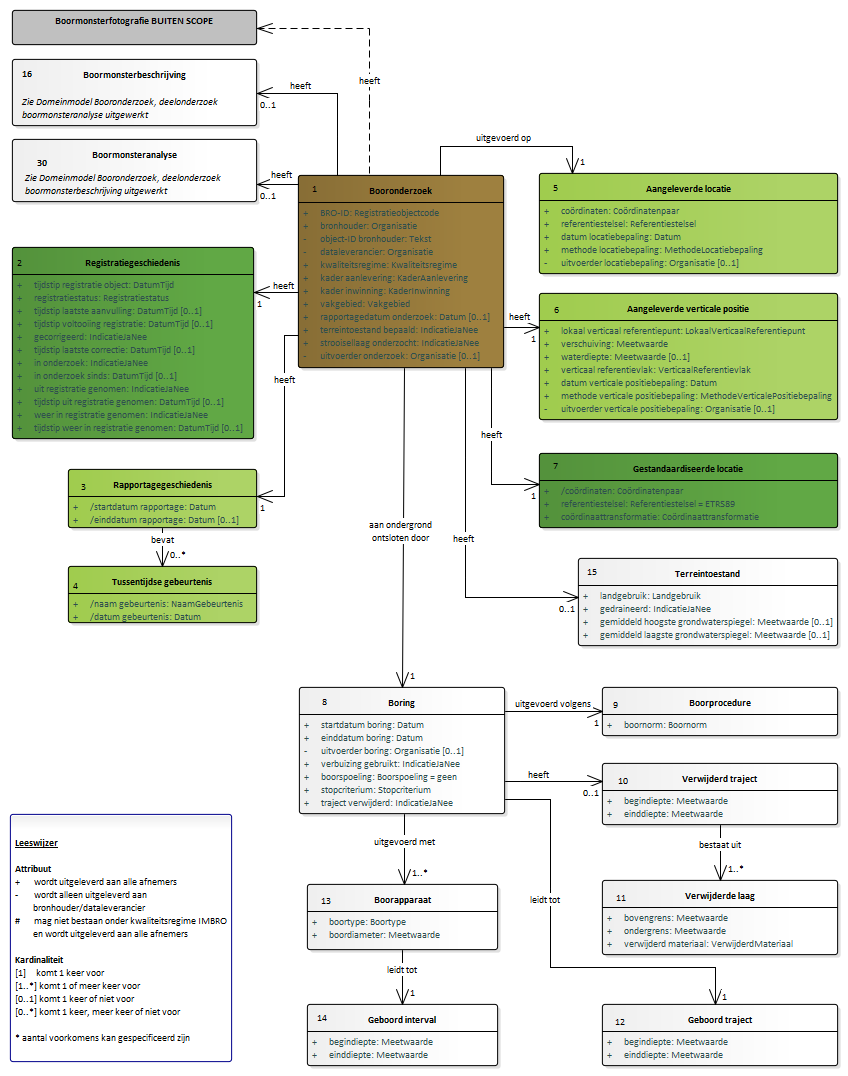 Boormonsterfotografie BUITEN SCOPE
heeft
16
Boormonsterbeschrijving
Zie Domeinmodel Booronderzoek, deelonderzoek
boormonsteranalyse uitgewerkt
heeft
0..1
30
Boormonsteranalyse
Zie Domeinmodel Booronderzoek, deelonderzoek
boormonsterbeschrijving uitgewerkt
heeft
0..1
uitgevoerd op
1
1
Booronderzoek
+ BRO-ID: Registratieobjectcode
+ bronhouder: Organisatie
- object-ID bronhouder: Tekst
- dataleverancier: Organisatie
+ kwaliteitsregime: Kwaliteitsregime
+ kader aanlevering: KaderAanlevering
+ kader inwinning: KaderInwinning
+ vakgebied: Vakgebied
+ rapportagedatum onderzoek: Datum [0..1]
+ terreintoestand bepaald: IndicatieJaNee
+ strooisellaag onderzocht: IndicatieJaNee
- uitvoerder onderzoek: Organisatie [0..1]
5
Aangeleverde locatie
+ coördinaten: Coördinatenpaar
+ referentiestelsel: Referentiestelsel
+ datum locatiebepaling: Datum
+ methode locatiebepaling: MethodeLocatiebepaling
- uitvoerder locatiebepaling: Organisatie [0..1]
2
Registratiegeschiedenis
+ tijdstip registratie object: DatumTijd
+ registratiestatus: Registratiestatus
+ tijdstip laatste aanvulling: DatumTijd [0..1]
+ tijdstip voltooiing registratie: DatumTijd [0..1]
+ gecorrigeerd: IndicatieJaNee
+ tijdstip laatste correctie: DatumTijd [0..1]
+ in onderzoek: IndicatieJaNee
+ in onderzoek sinds: DatumTijd [0..1]
+ uit registratie genomen: IndicatieJaNee
+ tijdstip uit registratie genomen: DatumTijd [0..1]
+ weer in registratie genomen: IndicatieJaNee
+ tijdstip weer in registratie genomen: DatumTijd [0..1]
heeft
1
heeft
1
6
Aangeleverde verticale positie
+ lokaal verticaal referentiepunt: LokaalVerticaalReferentiepunt
+ verschuiving: Meetwaarde
+ waterdiepte: Meetwaarde [0..1]
+ verticaal referentievlak: VerticaalReferentievlak
+ datum verticale positiebepaling: Datum
+ methode verticale positiebepaling: MethodeVerticalePositiebepaling
- uitvoerder verticale positiebepaling: Organisatie [0..1]
heeft
1
3
Rapportagegeschiedenis
+ /startdatum rapportage: Datum
+ /einddatum rapportage: Datum [0..1]
bevat
0..*
4
Tussentijdse gebeurtenis
+ /naam gebeurtenis: NaamGebeurtenis
+ /datum gebeurtenis: Datum
heeft
1
7
Gestandaardiseerde locatie
+ /coördinaten: Coördinatenpaar
+ referentiestelsel: Referentiestelsel = ETRS89
+ coördinaattransformatie: Coördinaattransformatie
aan ondergrond
ontsloten door
1
heeft
0..1
15
Terreintoestand
+ landgebruik: Landgebruik
+ gedraineerd: IndicatieJaNee
+ gemiddeld hoogste grondwaterspiegel: Meetwaarde [0..1]
+ gemiddeld laagste grondwaterspiegel: Meetwaarde [0..1]
8
Boring
+ startdatum boring: Datum
+ einddatum boring: Datum
- uitvoerder boring: Organisatie [0..1]
+ verbuizing gebruikt: IndicatieJaNee
+ boorspoeling: Boorspoeling = geen
+ stopcriterium: Stopcriterium
+ traject verwijderd: IndicatieJaNee
uitgevoerd volgens
1
9
Boorprocedure
+ boornorm: Boornorm
heeft
0..1
10
Verwijderd traject
+ begindiepte: Meetwaarde
+ einddiepte: Meetwaarde
bestaat uit
1..*
11
Verwijderde laag
+ bovengrens: Meetwaarde
+ ondergrens: Meetwaarde
+ verwijderd materiaal: VerwijderdMateriaal
uitgevoerd met
1..*
13
Boorapparaat
+ boortype: Boortype
+ boordiameter: Meetwaarde
leidt tot
1
14
Geboord interval
+ begindiepte: Meetwaarde
+ einddiepte: Meetwaarde
leidt tot
1
12
Geboord traject
+ begindiepte: Meetwaarde
+ einddiepte: Meetwaarde
Leeswijzer
Attribuut
+ wordt uitgeleverd aan alle afnemers
- wordt alleen uitgeleverd aan
bronhouder/dataleverancier
# mag niet bestaan onder kwaliteitsregime IMBRO
en wordt uitgeleverd aan alle afnemers
Kardinaliteit
[1] komt 1 keer voor
[1..*] komt 1 of meer keer voor
[0..1] komt 1 keer of niet voor
[0..*] komt 1 keer, meer keer of niet voor
* aantal voorkomens kan gespecificeerd zijn